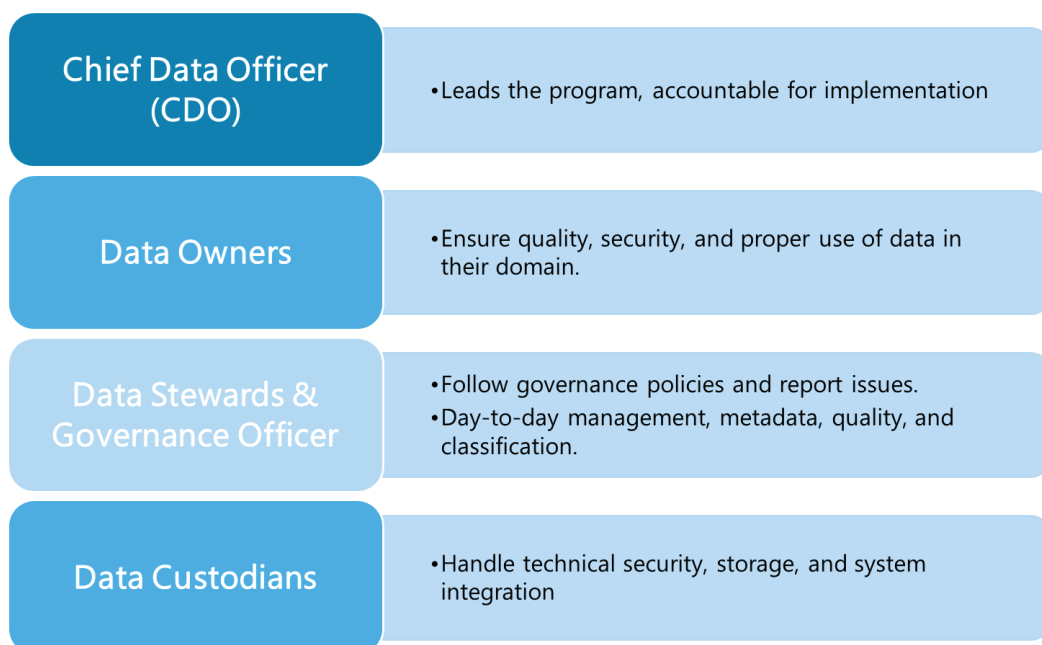 Chief Data Officer
(CDO)
•Leads the program, accountable for implementation
Data Owners
•Ensure quality, security, and proper use of data in
their domain.
Data Stewards &
Governance Officer
•Follow governance policies and report issues.
•Day-to-day management, metadata, quality, and
classification.
Data Custodians
•Handle technical security, storage, and system
integration